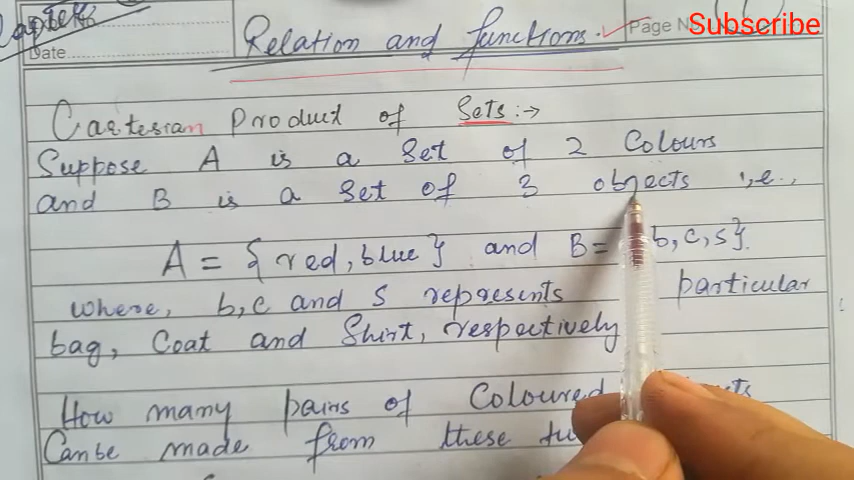 Chapter
Date
Relation and functions.
Page No
Subscribe
Cartesian Product of Sets:→
Suppose A is a Set of 2 Colours
and B is a Set of 3 objects i.e.,
A = {red, blue} and B = b, c, s}.
where, b, c and s represents particular
bag, Coat and Shirt, respectively
How many pairs of Coloured
Can be made from these